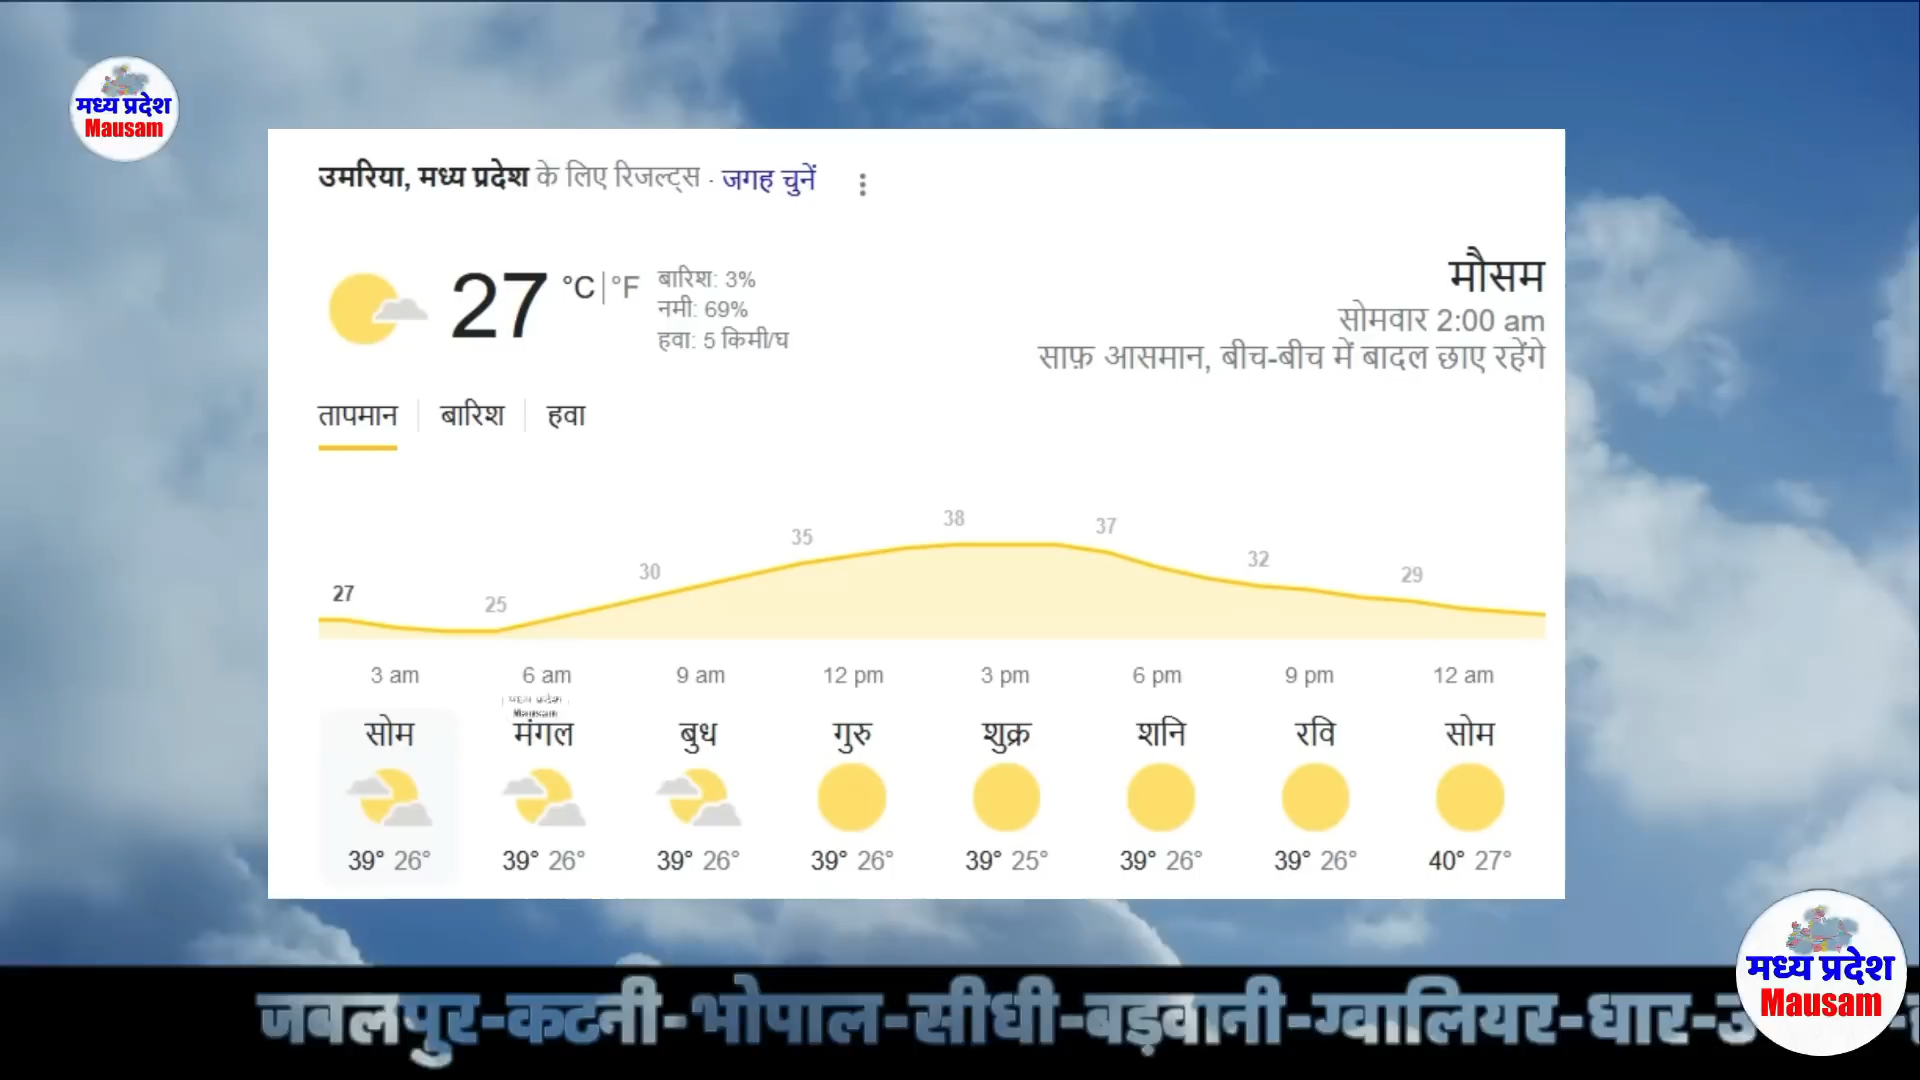 मध्य प्रदेश
Mausam
उमरिया, मध्य प्रदेश के लिए रिजल्ट्स · जगह चुनें
27 °C|°F
बारिश: 3%
नमी: 69%
हवा: 5 किमी/घ
मौसम
सोमवार 2:00 am
साफ़ आसमान, बीच-बीच में बादल छाए रहेंगे
तापमान बारिश हवा
27 25 30 35 38 37 32 29
3 am 6 am 9 am 12 pm 3 pm 6 pm 9 pm 12 am
मध्य प्रदेश
Mausam
सोम मंगल बुध गुरु शुक्र शनि रवि सोम
39° 26° 39° 26° 39° 26° 39° 26° 39° 25° 39° 26° 39° 26° 40° 27°
जबलपुर-कटनी-भोपाल-सीधी-बड़वानी-ग्वालियर-धार-
मध्य प्रदेश
Mausam